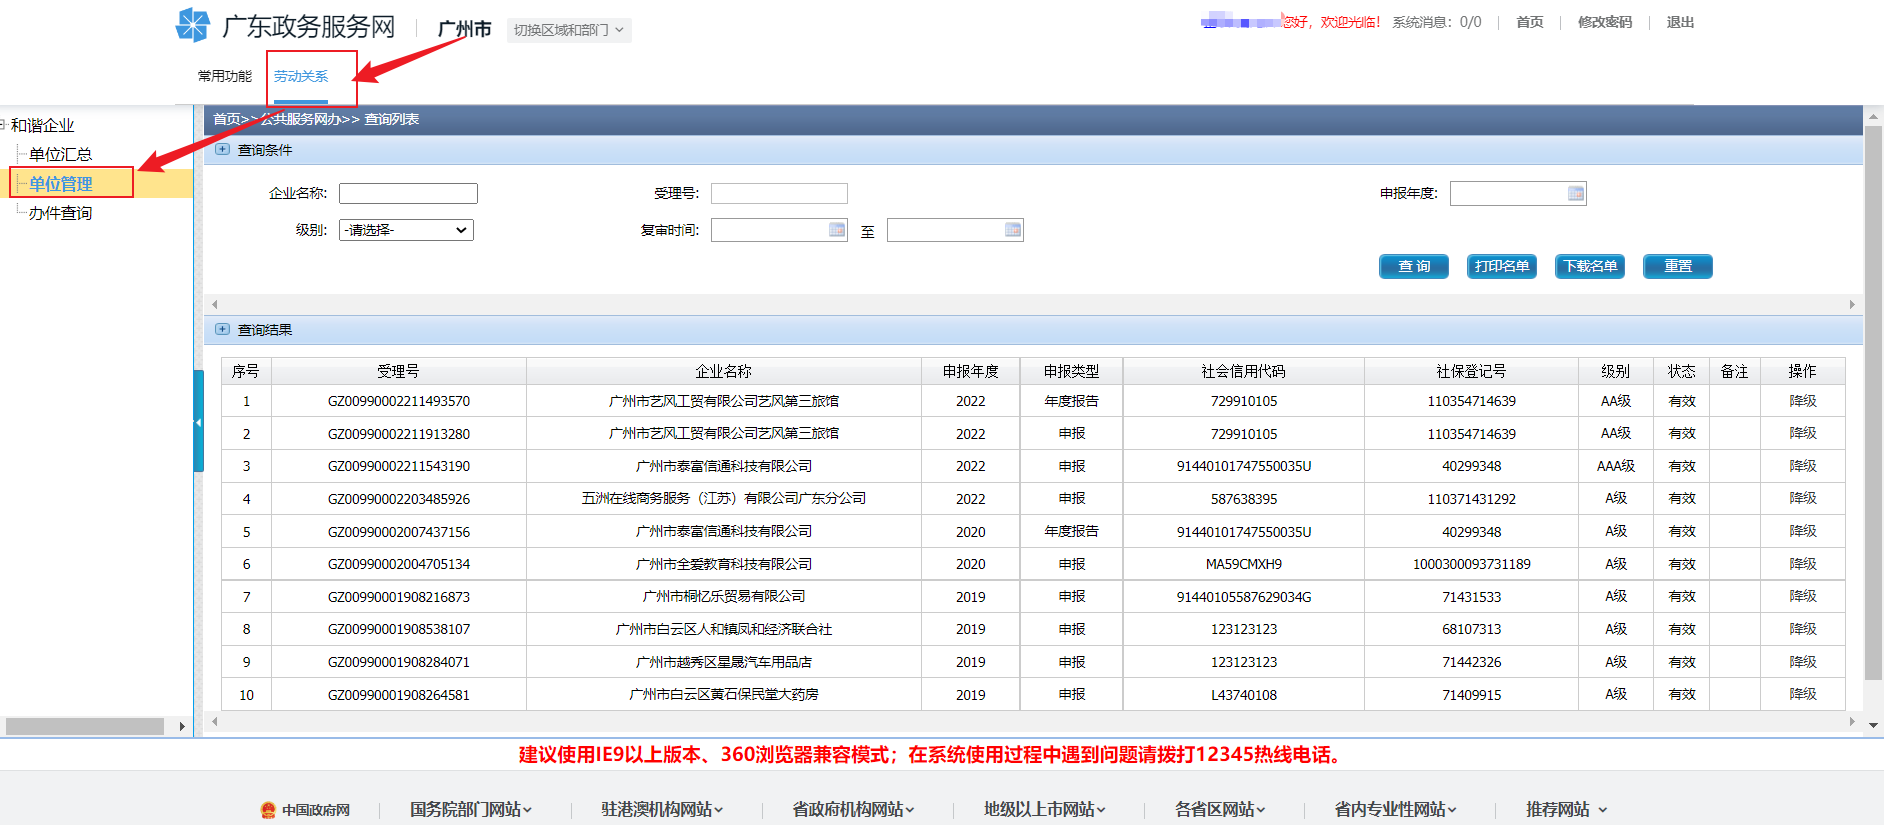 广东政务服务网 广州市 切换区域和部门
您好，欢迎光临! 系统消息：0/0 首页 修改密码 退出
常用功能 劳动关系
和谐企业
单位汇总
单位管理
办件查询
首页>>公共服务网办>> 查询列表
查询条件
企业名称: 受理号: 申报年度:
级别: -请选择- 复审时间: 至
查 询 打印名单 下载名单 重置
查询结果
序号 受理号 企业名称 申报年度 申报类型 社会信用代码 社保登记号 级别 状态 备注 操作
1 GZ00990002211493570 广州市艺风工贸有限公司艺风第三旅馆 2022 年度报告 729910105 110354714639 AA级 有效 降级
2 GZ00990002211913280 广州市艺风工贸有限公司艺风第三旅馆 2022 申报 729910105 110354714639 AA级 有效 降级
3 GZ00990002211543190 广州市泰富信通科技有限公司 2022 申报 91440101747550035U 40299348 AAA级 有效 降级
4 GZ00990002203485926 五洲在线商务服务（江苏）有限公司广东分公司 2022 申报 587638395 110371431292 A级 有效 降级
5 GZ00990002007437156 广州市泰富信通科技有限公司 2020 年度报告 91440101747550035U 40299348 A级 有效 降级
6 GZ00990002004705134 广州市全爱教育科技有限公司 2020 申报 MA59CMXH9 1000300093731189 A级 有效 降级
7 GZ00990001908216873 广州市桐忆乐贸易有限公司 2019 申报 91440105587629034G 71431533 A级 有效 降级
8 GZ00990001908538107 广州市白云区人和镇凤和经济联合社 2019 申报 123123123 68107313 A级 有效 降级
9 GZ00990001908284071 广州市越秀区星晟汽车用品店 2019 申报 123123123 71442326 A级 有效 降级
10 GZ00990001908264581 广州市白云区黄石保民堂大药房 2019 申报 L43740108 71409915 A级 有效 降级
建议使用IE9以上版本、360浏览器兼容模式；在系统使用过程中遇到问题请拨打12345热线电话。
中国政府网 国务院部门网站 驻港澳机构网站 省政府机构网站 地级以上市网站 各省区网站 省内专业性网站 推荐网站